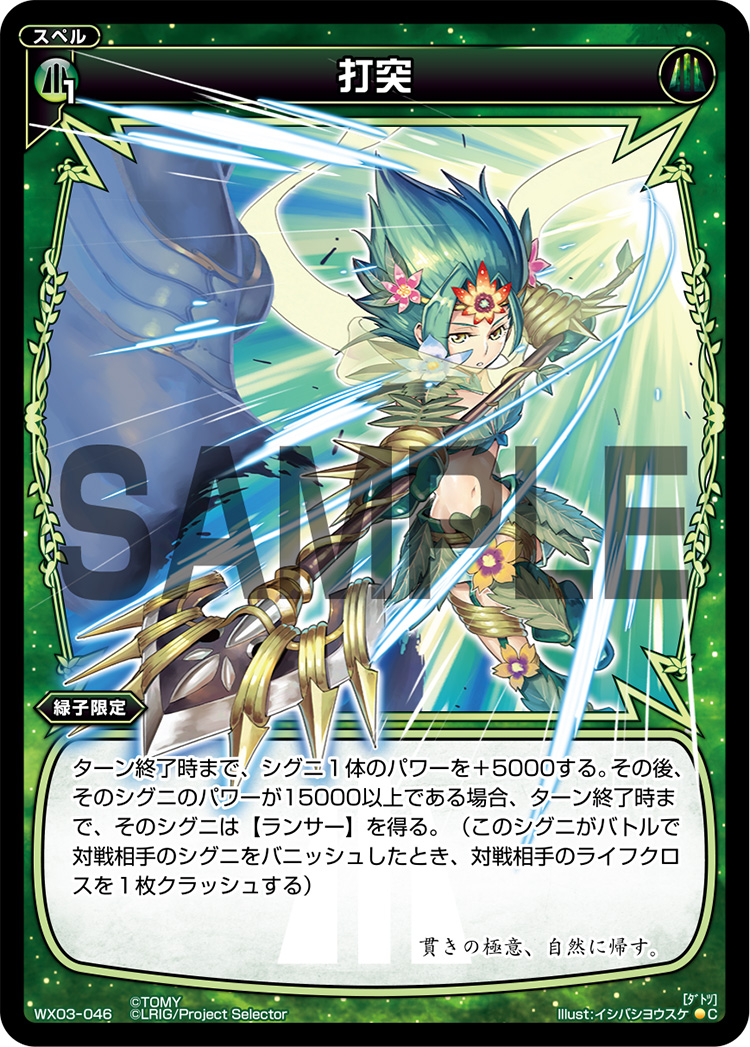 スペル
1
打突
SAMPLE
緑子限定
ターン終了時まで、シグニ１体のパワーを＋5000する。その後、
そのシグニのパワーが15000以上である場合、ターン終了時ま
で、そのシグニは【ランサー】を得る。（このシグニがバトルで
対戦相手のシグニをバニッシュしたとき、対戦相手のライフクロ
スを１枚クラッシュする）
貫きの極意、自然に帰す。
WX03-046
©TOMY
©LRIG/Project Selector
[ﾀﾞﾄﾂ]
Illust:イシバシヨウスケ C